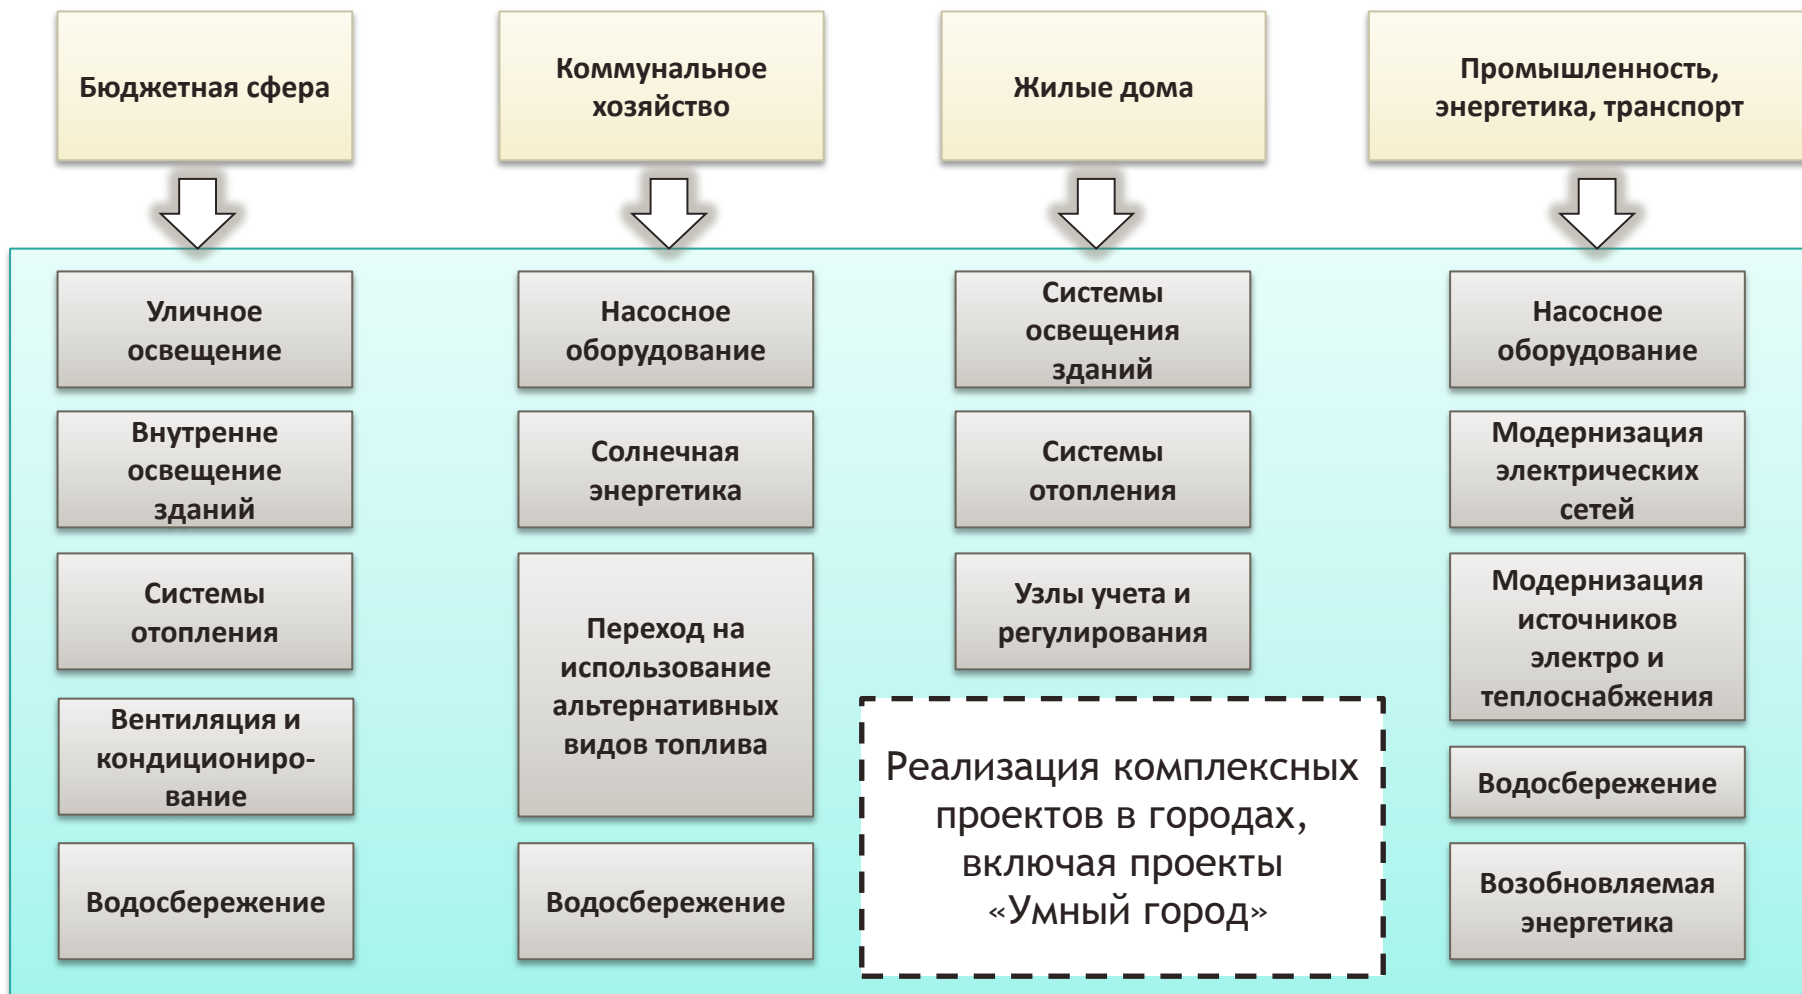 Бюджетная сфера
Коммунальное
хозяйство
Жилые дома
Промышленность,
энергетика, транспорт
Уличное
освещение
Внутренне
освещение
зданий
Системы
отопления
Вентиляция и
кондициониро-
вание
Водосбережение
Насосное
оборудование
Солнечная
энергетика
Переход на
использование
альтернативных
видов топлива
Водосбережение
Системы
освещения
зданий
Системы
отопления
Узлы учета и
регулирования
Реализация комплексных
проектов в городах,
включая проекты
«Умный город»
Насосное
оборудование
Модернизация
электрических
сетей
Модернизация
источников
электро и
теплоснабжения
Водосбережение
Возобновляемая
энергетика